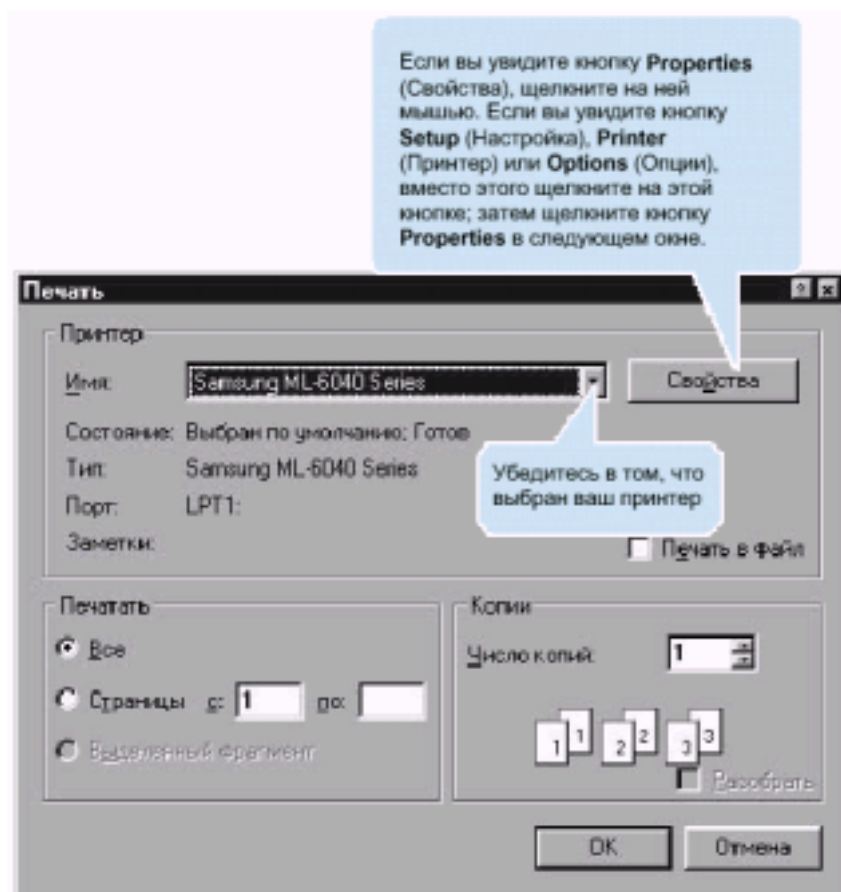 Если вы увидите кнопку Properties
(Свойства), щелкните на ней
мышью. Если вы увидите кнопку
Setup (Настройка), Printer
(Принтер) или Options (Опции),
вместо этого щелкните на этой
кнопке; затем щелкните кнопку
Properties в следующем окне.
Печать
Принтер
Имя: Samsung ML-6040 Series Свойства
Состояние: Выбран по умолчанию; Готов
Тип: Samsung ML-6040 Series
Убедитесь в том, что
выбран ваш принтер
Порт: LPT1:
Заметки: Печать в файл
Печатать
Все
Страницы с: 1 по:
Выделенный фрагмент
Копии
Число копий: 1
1 1 2 2 3 3
Разобрать
OK Отмена